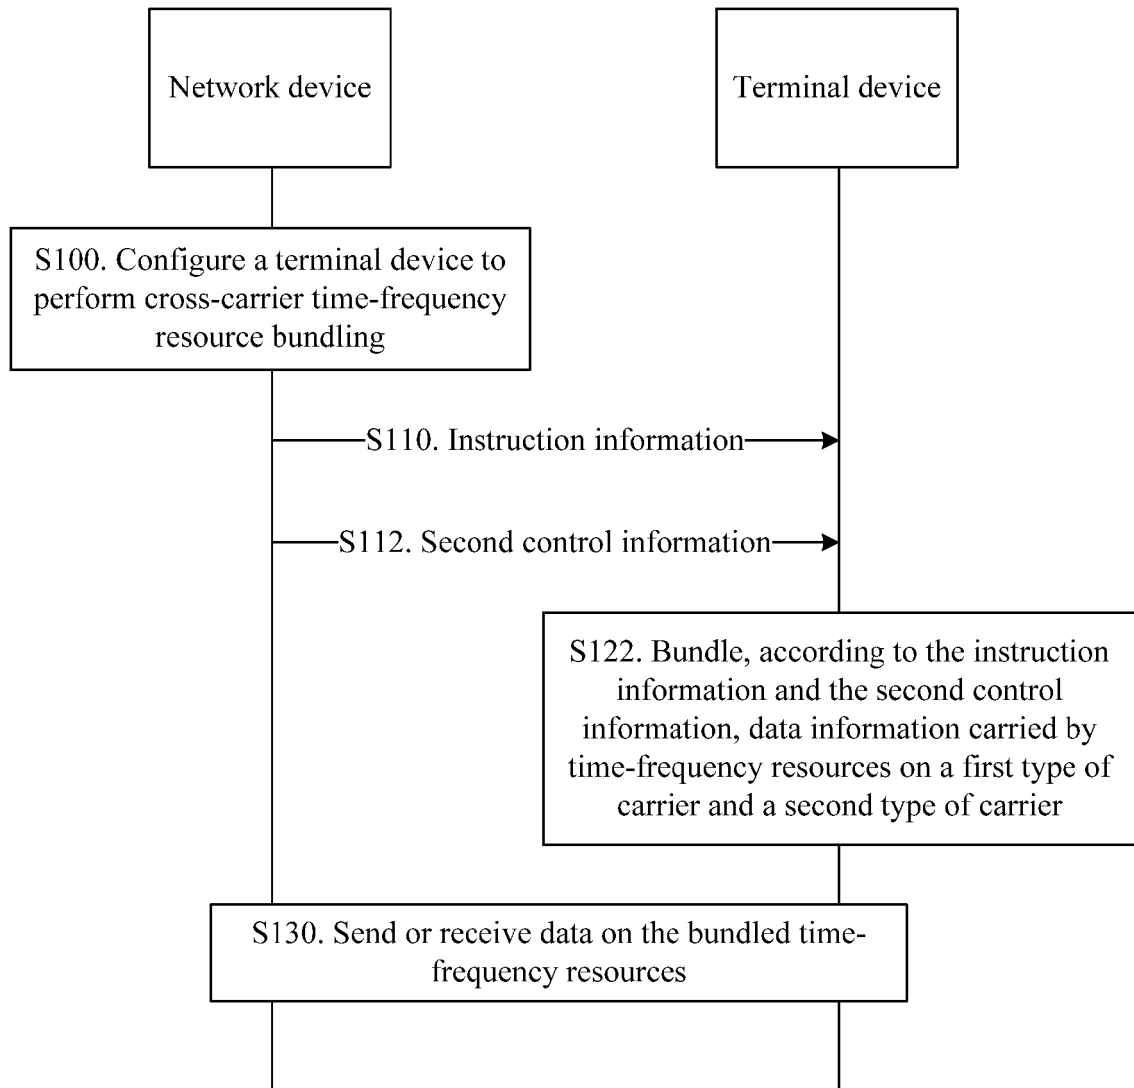 Network device
Terminal device
S100. Configure a terminal device to
perform cross-carrier time-frequency
resource bundling
S110. Instruction information
S112. Second control information
S122. Bundle, according to the instruction
information and the second control
information, data information carried by
time-frequency resources on a first type of
carrier and a second type of carrier
S130. Send or receive data on the bundled time-
frequency resources